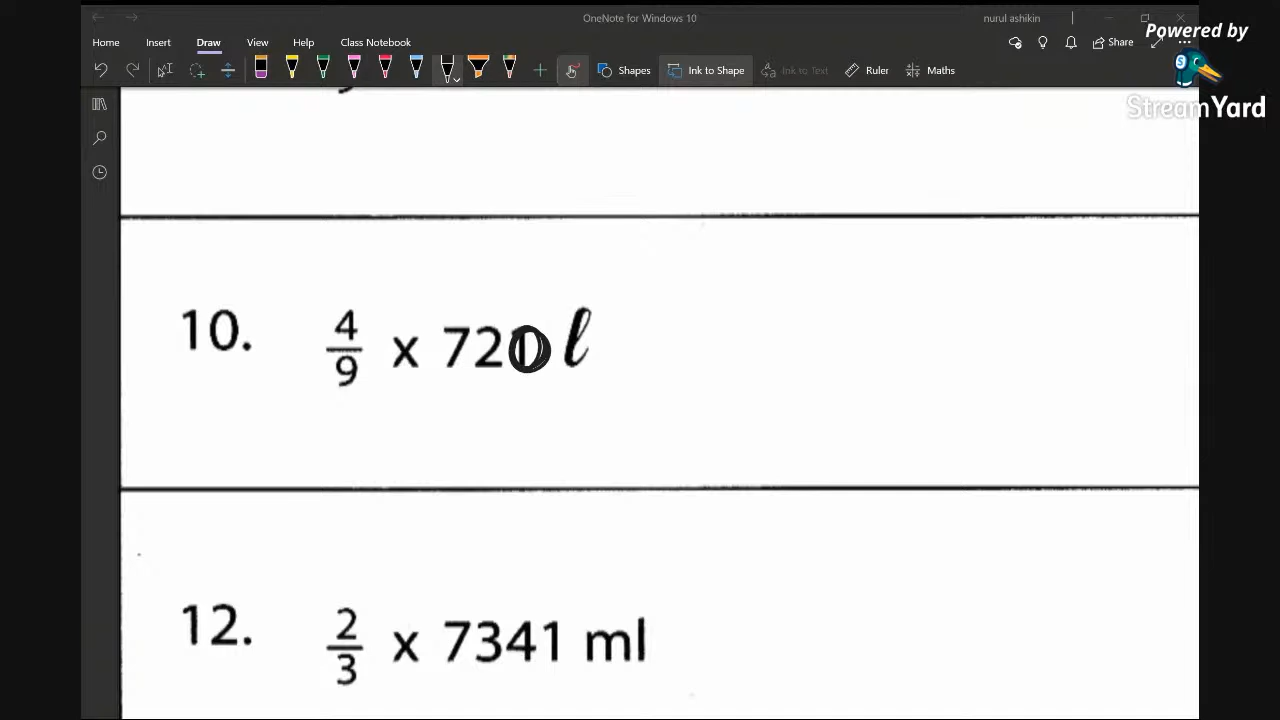 OneNote for Windows 10
nurul ashikin
Powered by
StreamYard
Home Insert Draw View Help Class Notebook
Share
Shapes Ink to Shape Ink to Text Ruler Maths
10. 4/9 x 720 ℓ
12. 2/3 x 7341 ml